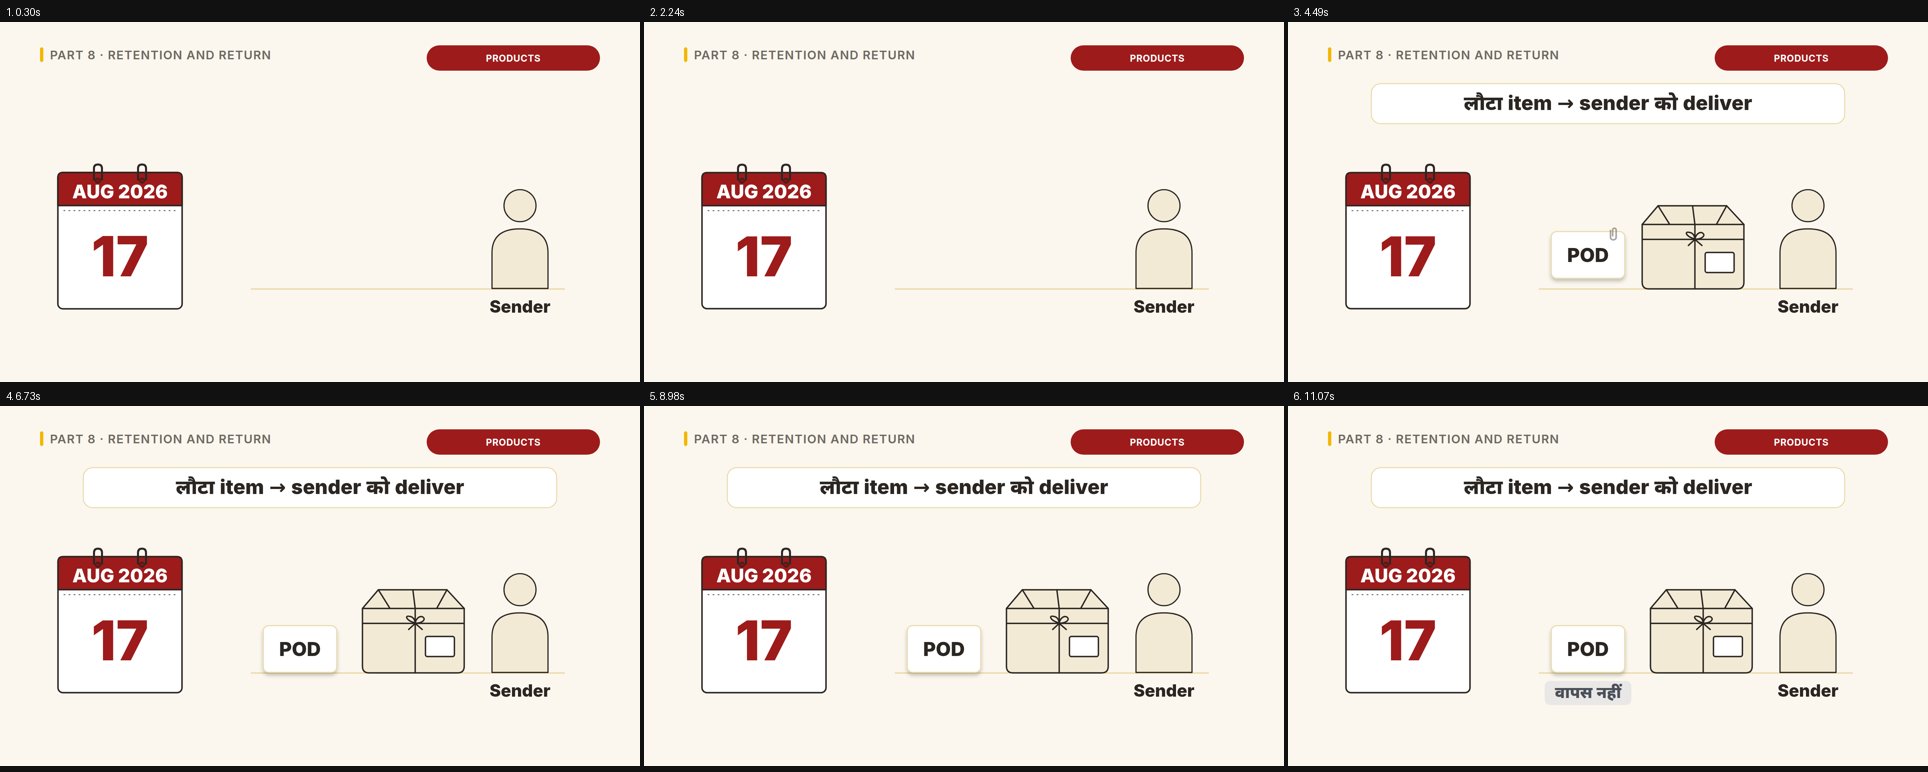 1. 0.30s
PART 8 · RETENTION AND RETURN
PRODUCTS
AUG 2026
17
Sender
2. 2.24s
PART 8 · RETENTION AND RETURN
PRODUCTS
AUG 2026
17
Sender
3. 4.49s
PART 8 · RETENTION AND RETURN
PRODUCTS
लौटा item → sender को deliver
AUG 2026
17
POD
Sender
4. 6.73s
PART 8 · RETENTION AND RETURN
PRODUCTS
लौटा item → sender को deliver
AUG 2026
17
POD
Sender
5. 8.98s
PART 8 · RETENTION AND RETURN
PRODUCTS
लौटा item → sender को deliver
AUG 2026
17
POD
Sender
6. 11.07s
PART 8 · RETENTION AND RETURN
PRODUCTS
लौटा item → sender को deliver
AUG 2026
17
POD
वापस नहीं
Sender